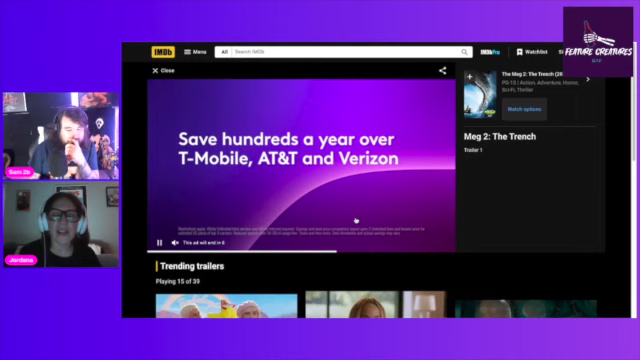 FEATURE CREATURES
IMDb Menu All Search IMDb IMDbPro Watchlist
Close
The Meg 2: The Trench
PG-13 | Action, Adventure, Horror,
Sci-Fi, Thriller
Watch options
Save hundreds a year over
T-Mobile, AT&T and Verizon
Meg 2: The Trench
Trailer 1
This ad will end in 6
Sam 2b
Jordana
Trending trailers
Playing 15 of 39